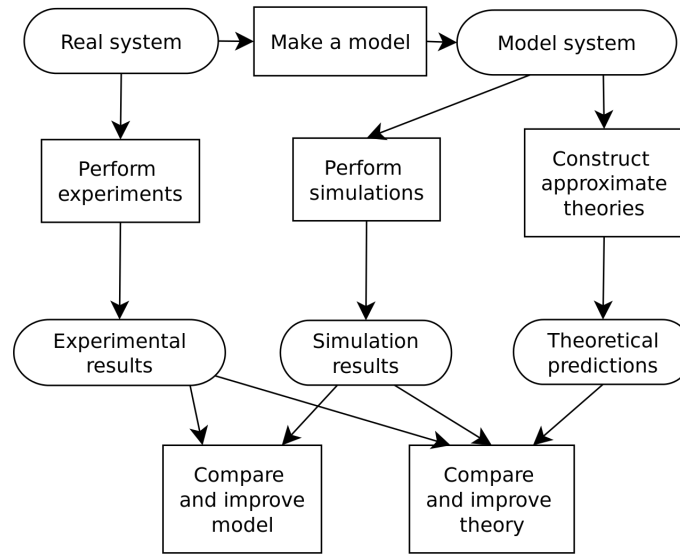 Real system
Make a model
Model system
Perform
experiments
Perform
simulations
Construct
approximate
theories
Experimental
results
Simulation
results
Theoretical
predictions
Compare
and improve
model
Compare
and improve
theory